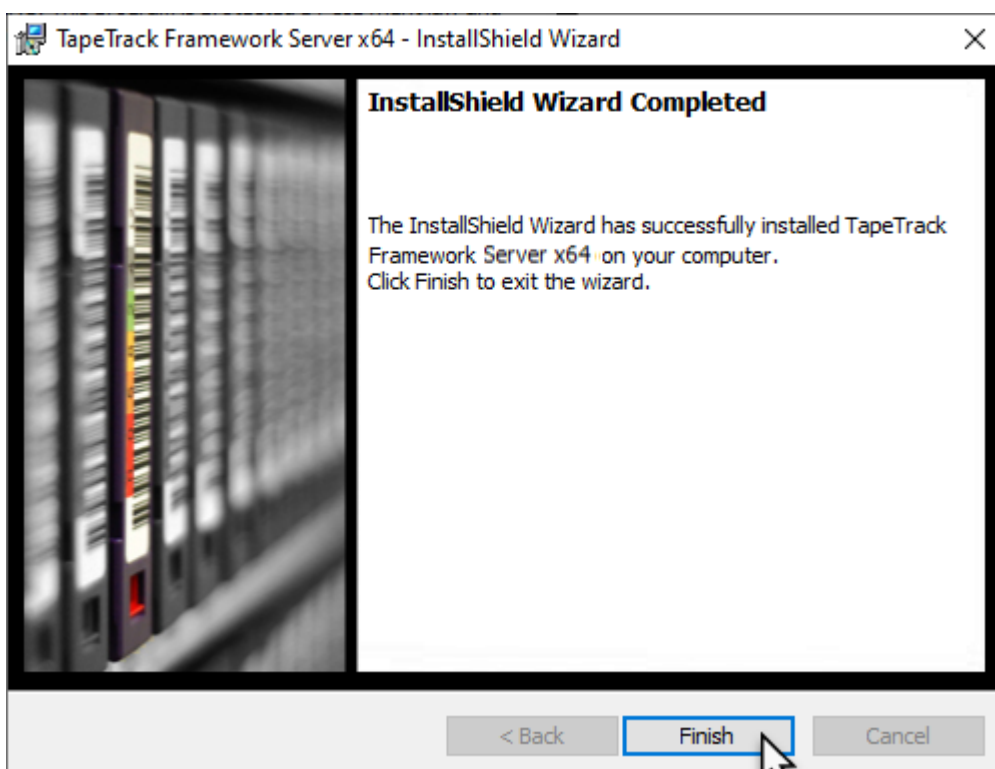 TapeTrack Framework Server x64 - InstallShield Wizard
InstallShield Wizard Completed
The InstallShield Wizard has successfully installed TapeTrack
Framework Server x64 on your computer.
Click Finish to exit the wizard.
< Back
Finish
Cancel